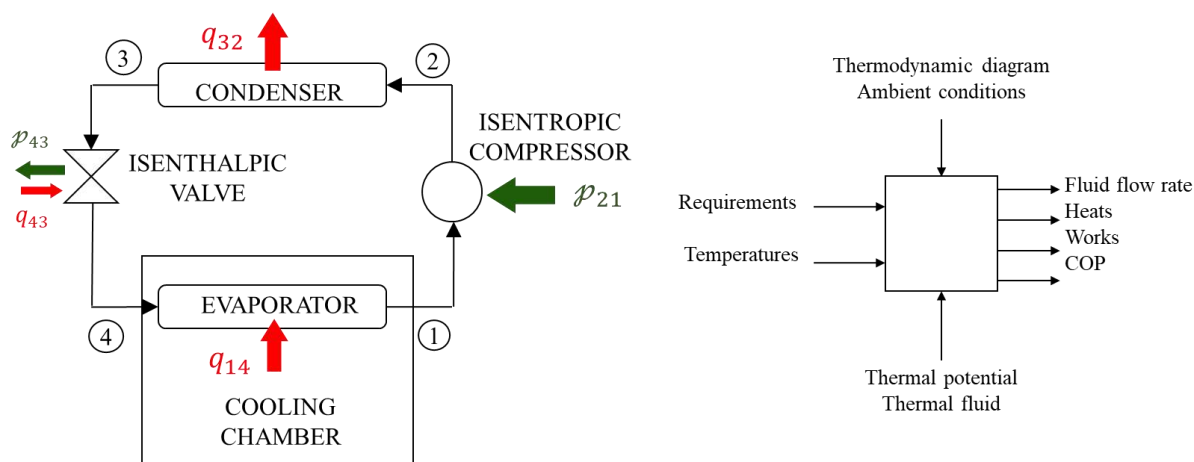 q₃₂
③
②
CONDENSER
𝓅₄₃
q₄₃
ISENTHALPIC
VALVE
ISENTROPIC
COMPRESSOR
𝓅₂₁
EVAPORATOR
④
①
q₁₄
COOLING
CHAMBER
Thermodynamic diagram
Ambient conditions
Requirements
Temperatures
Fluid flow rate
Heats
Works
COP
Thermal potential
Thermal fluid